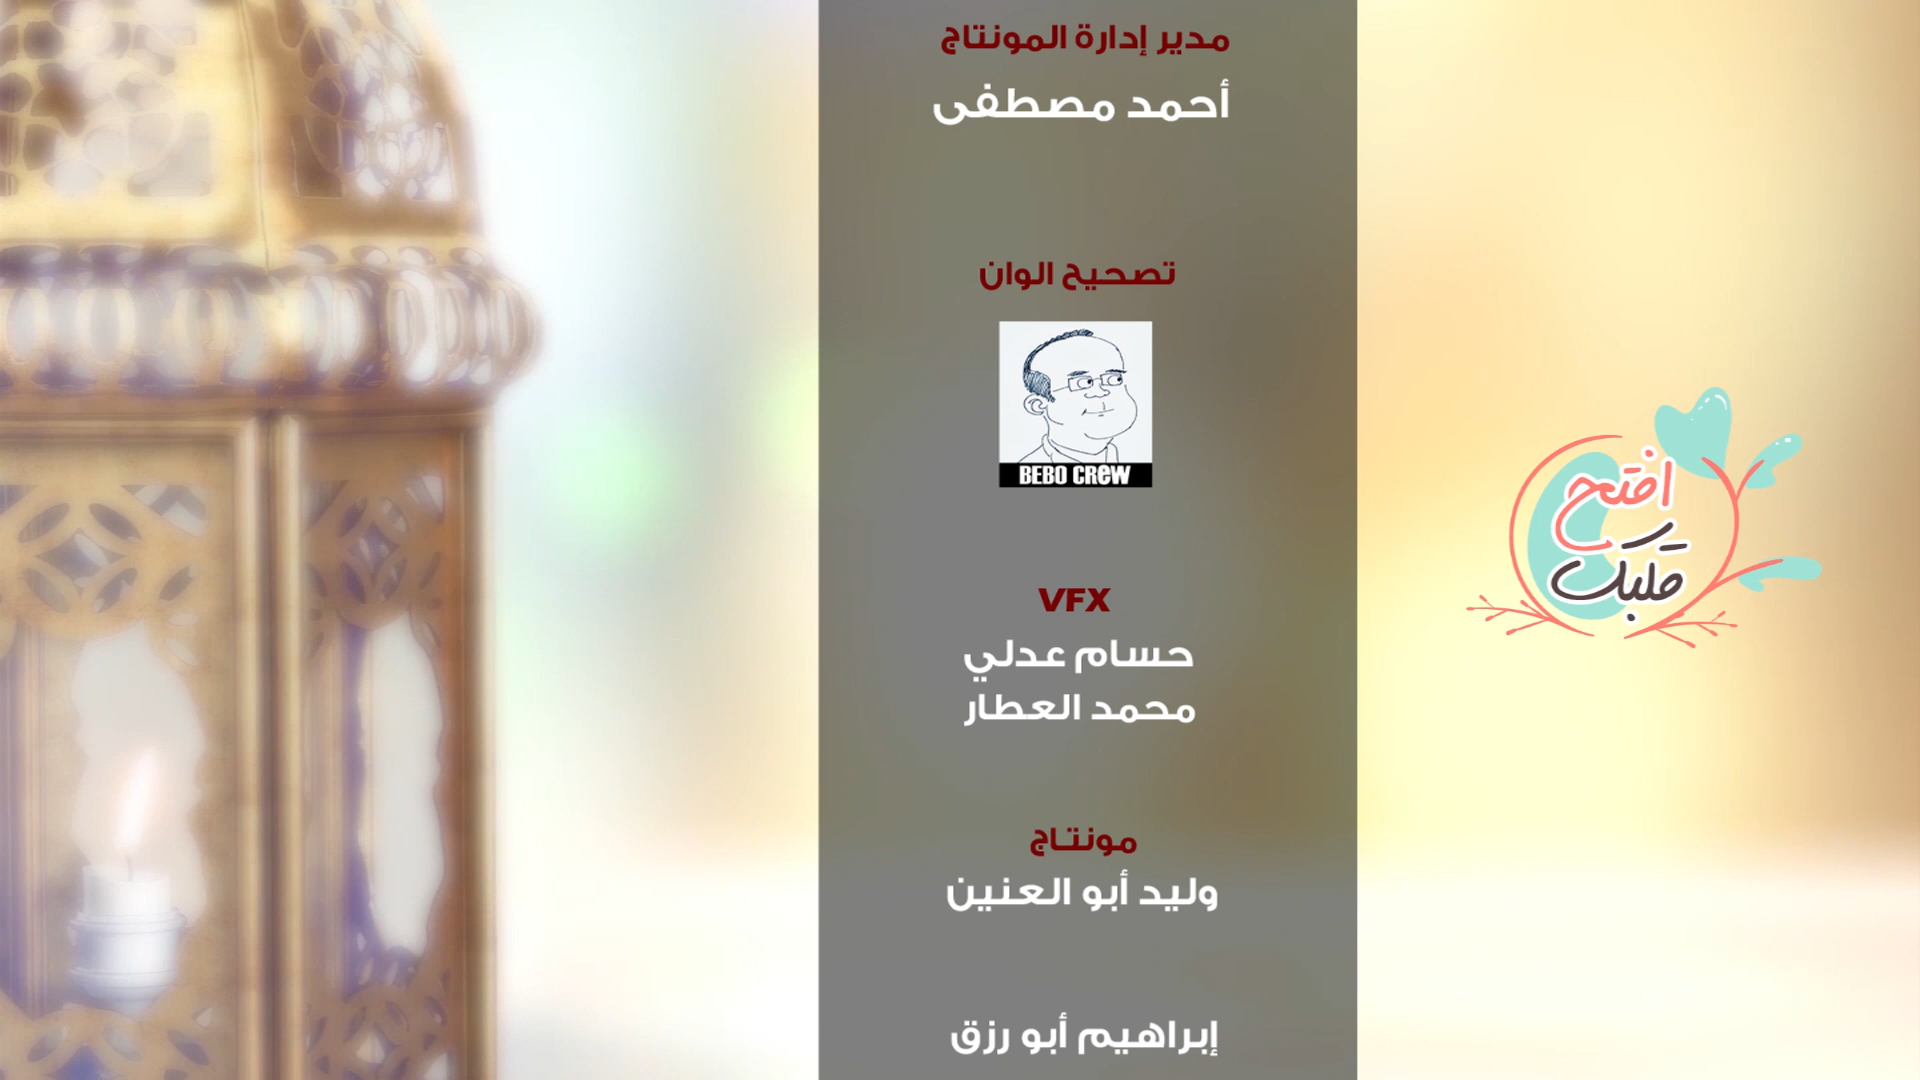 مدير إدارة المونتاج
أحمد مصطفى
تصحيح الوان
BEBO CREW
VFX
حسام عدلي
محمد العطار
مونتاج
وليد أبو العنين
إبراهيم أبو رزق
افتح
قلبك